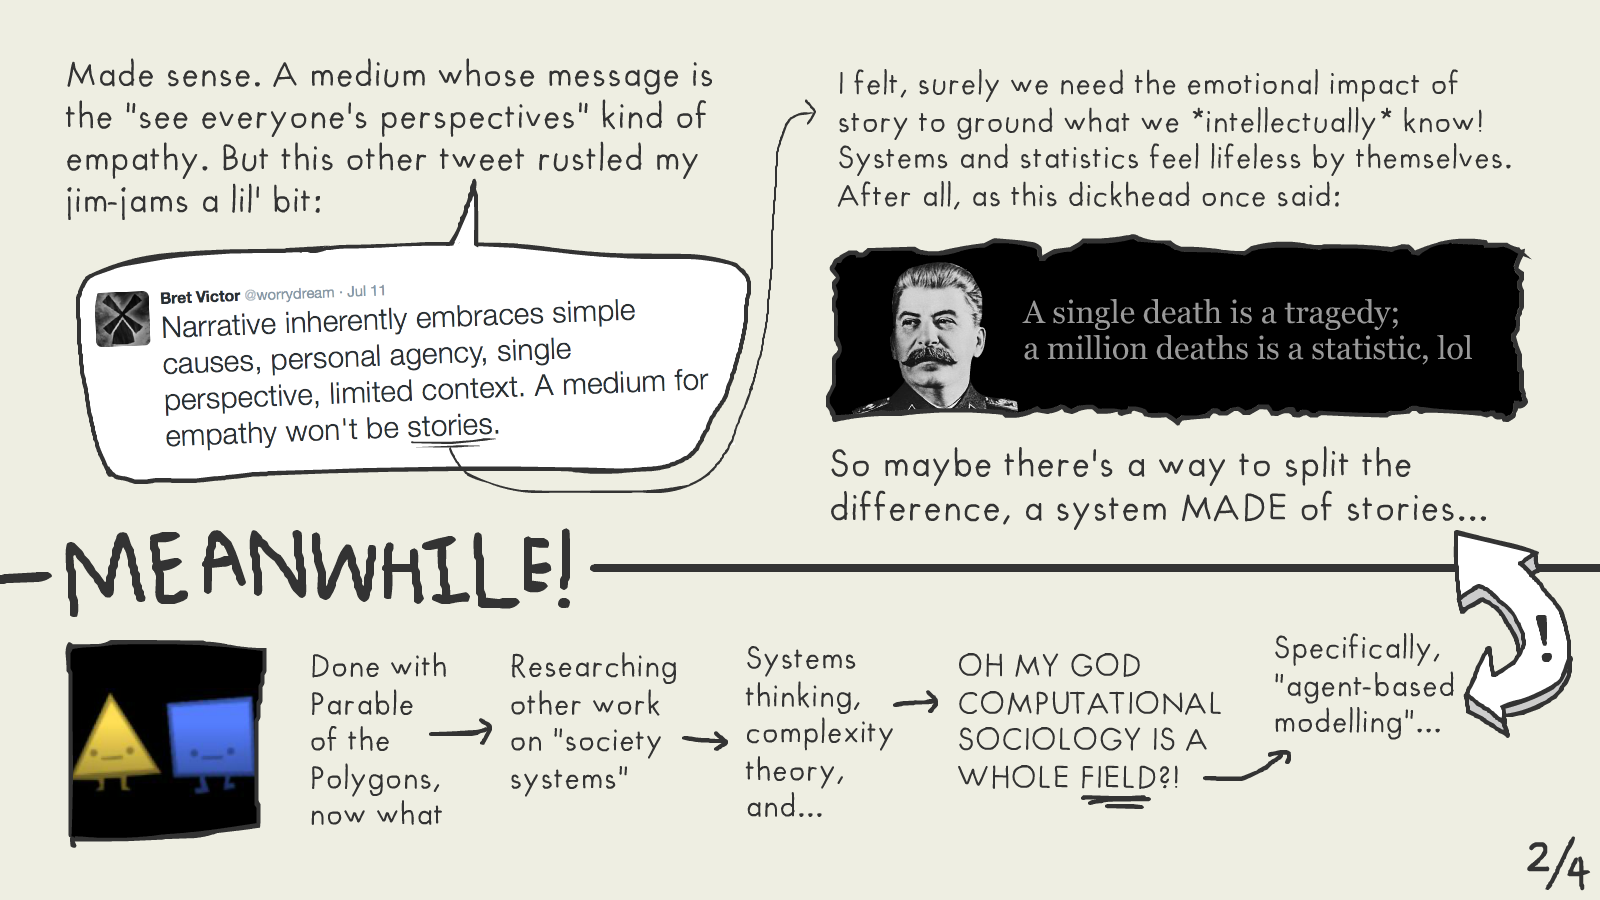 Made sense. A medium whose message is
the "see everyone's perspectives" kind of
empathy. But this other tweet rustled my
jim-jams a lil' bit:
Bret Victor @worrydream · Jul 11
Narrative inherently embraces simple
causes, personal agency, single
perspective, limited context. A medium for
empathy won't be stories.
I felt, surely we need the emotional impact of
story to ground what we *intellectually* know!
Systems and statistics feel lifeless by themselves.
After all, as this dickhead once said:
A single death is a tragedy;
a million deaths is a statistic, lol
So maybe there's a way to split the
difference, a system MADE of stories...
MEANWHILE!
Done with
Parable
of the
Polygons,
now what
Researching
other work
on "society
systems"
Systems
thinking,
complexity
theory,
and...
OH MY GOD
COMPUTATIONAL
SOCIOLOGY IS A
WHOLE FIELD?!
Specifically,
"agent-based
modelling"...
!
2/4